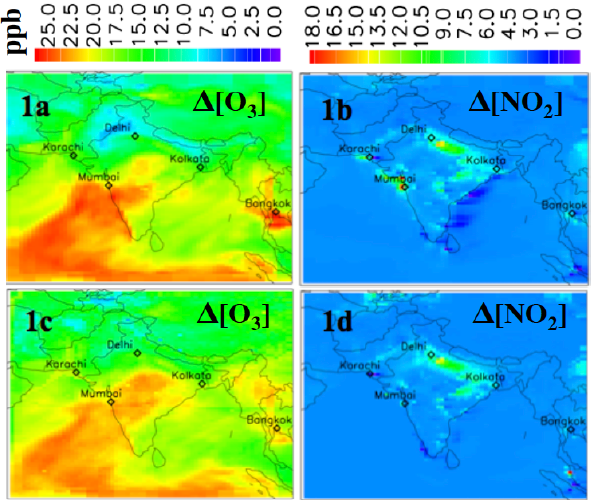 ppb
25.0 22.5 20.0 17.5 15.0 12.5 10.0 7.5 5.0 2.5 0.0
18.0 16.5 15.0 13.5 12.0 10.5 9.0 7.5 6.0 4.5 3.0 1.5 0.0
1a Δ[O₃]
Delhi
Karachi
Kolkata
Mumbai
Bangkok
1b Δ[NO₂]
Delhi
Karachi
Kolkata
Mumbai
Bangkok
1c Δ[O₃]
Delhi
Karachi
Kolkata
Mumbai
Bangkok
1d Δ[NO₂]
Delhi
Karachi
Kolkata
Mumbai
Bangkok